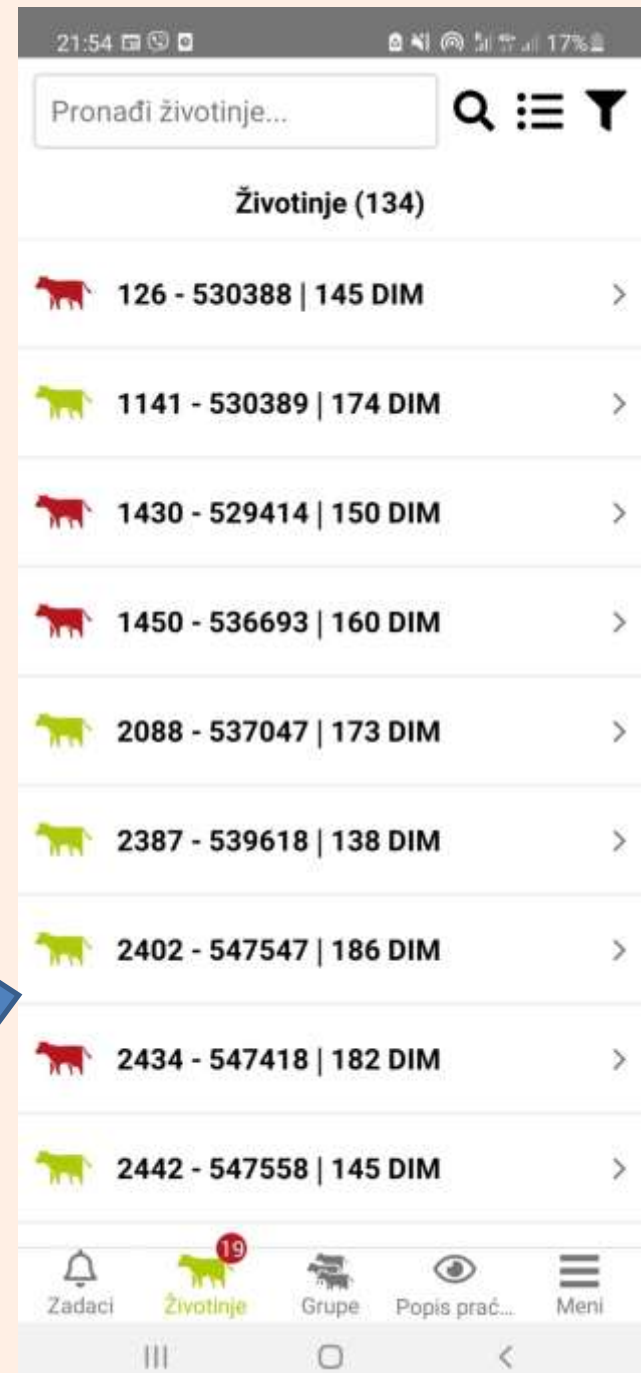 21:54 17%
Pronađi životinje...
Životinje (134)
126 - 530388 | 145 DIM
1141 - 530389 | 174 DIM
1430 - 529414 | 150 DIM
1450 - 536693 | 160 DIM
2088 - 537047 | 173 DIM
2387 - 539618 | 138 DIM
2402 - 547547 | 186 DIM
2434 - 547418 | 182 DIM
2442 - 547558 | 145 DIM
19
Zadaci Životinje Grupe Popis prać... Meni